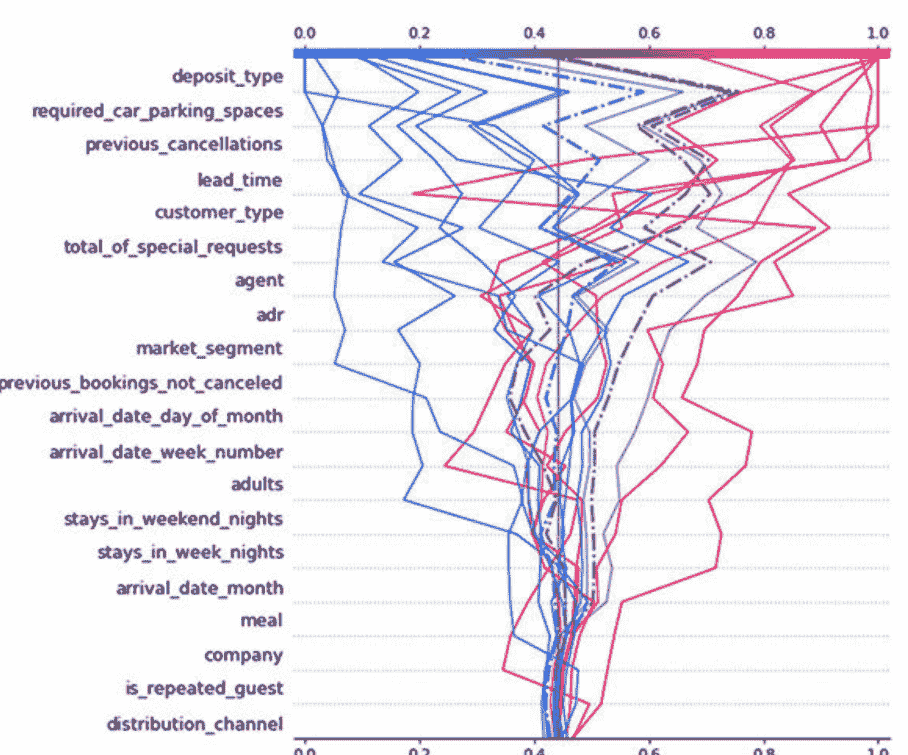 0.0 0.2 0.4 0.6 0.8 1.0
deposit_type
required_car_parking_spaces
previous_cancellations
lead_time
customer_type
total_of_special_requests
agent
adr
market_segment
previous_bookings_not_canceled
arrival_date_day_of_month
arrival_date_week_number
adults
stays_in_weekend_nights
stays_in_week_nights
arrival_date_month
meal
company
is_repeated_guest
distribution_channel
0.0 0.2 0.4 0.6 0.8 1.0